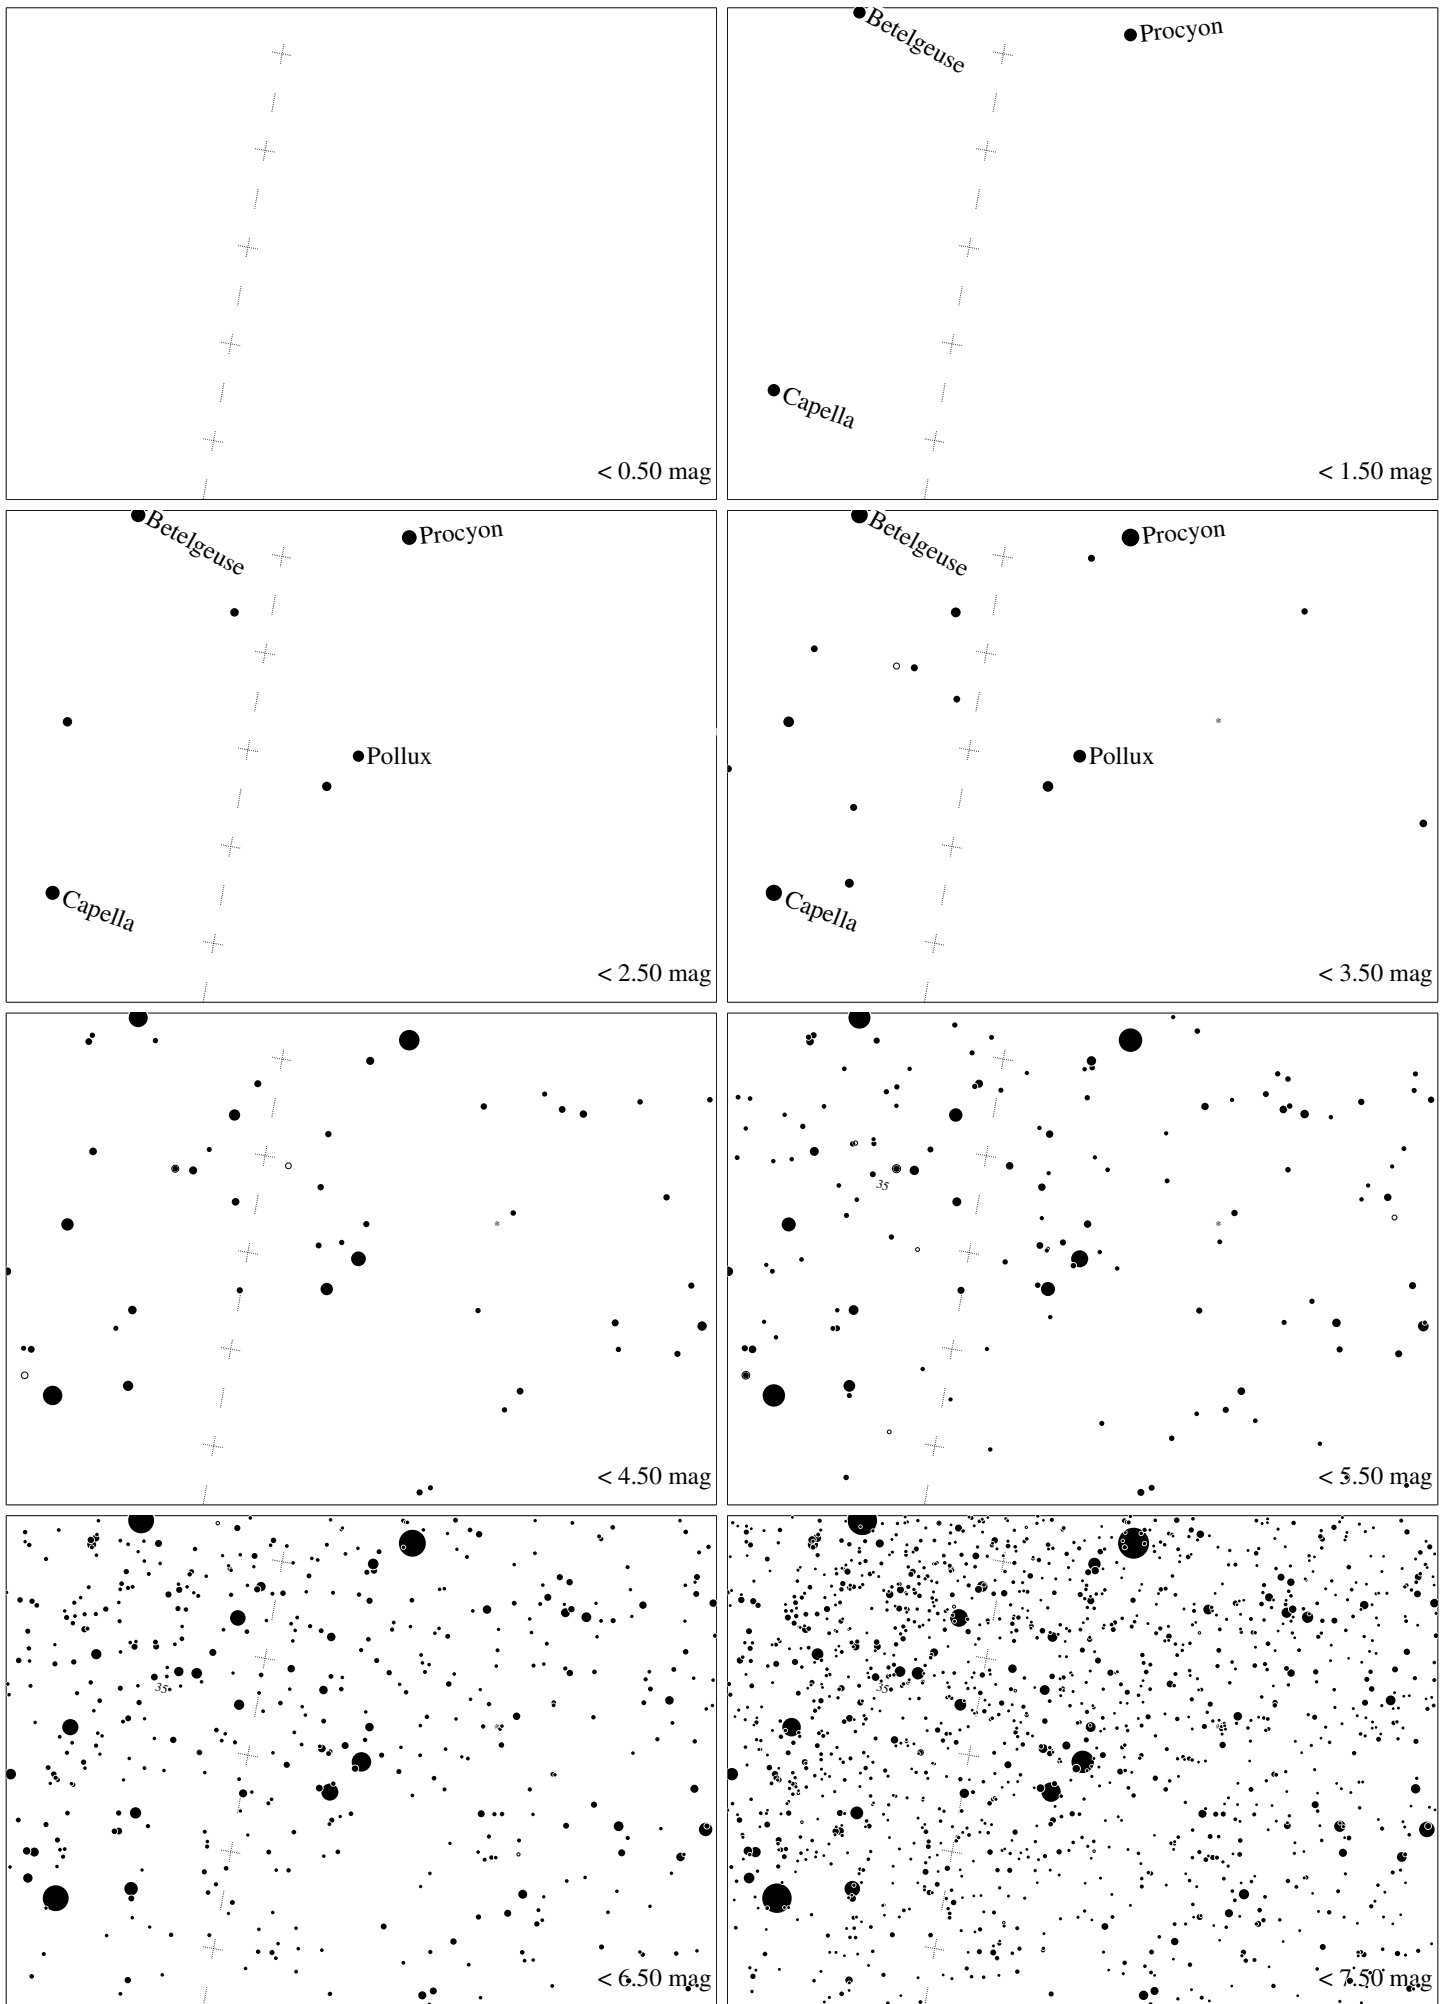 < 0.50 mag
Betelgeuse
Procyon
Capella
< 1.50 mag
Betelgeuse
Procyon
Pollux
Capella
< 2.50 mag
Betelgeuse
Procyon
Pollux
Capella
< 3.50 mag
< 4.50 mag
35
< 5.50 mag
35
< 6.50 mag
35
< 7.50 mag